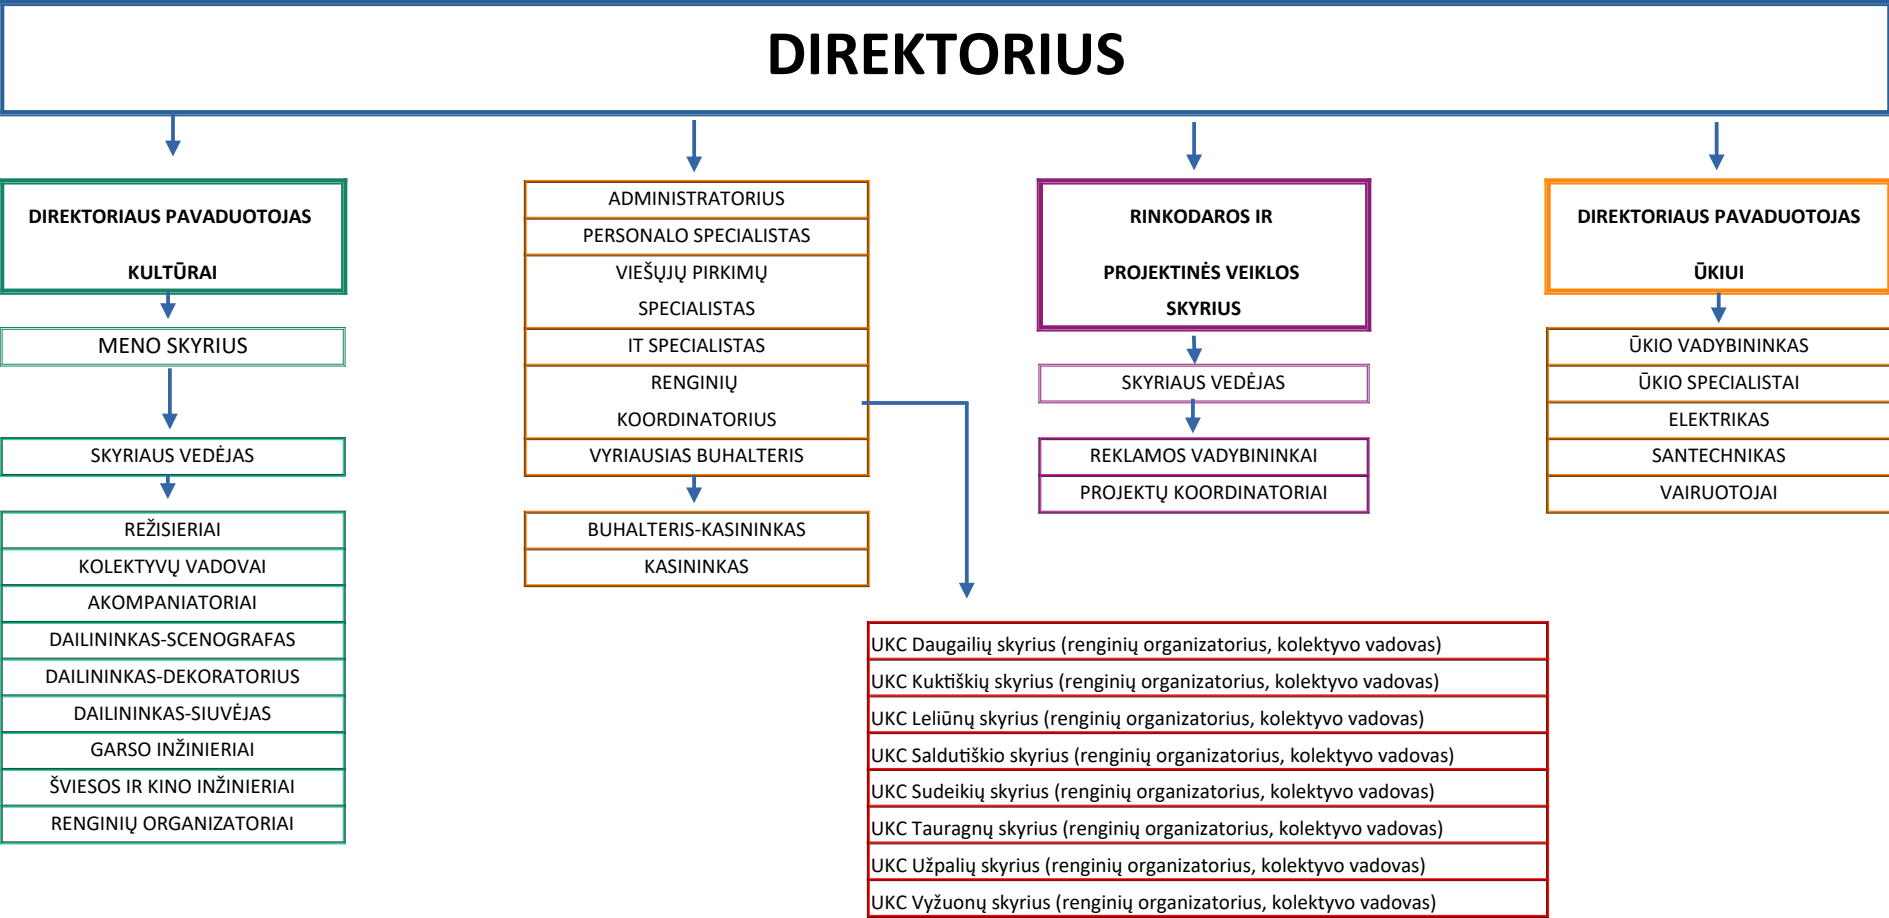 DIREKTORIUS
DIREKTORIAUS PAVADUOTOJAS
KULTŪRAI
MENO SKYRIUS
SKYRIAUS VEDĖJAS
REŽISIERIAI
KOLEKTYVŲ VADOVAI
AKOMPANIATORIAI
DAILININKAS-SCENOGRAFAS
DAILININKAS-DEKORATORIUS
DAILININKAS-SIUVĖJAS
GARSO INŽINIERIAI
ŠVIESOS IR KINO INŽINIERIAI
RENGINIŲ ORGANIZATORIAI
ADMINISTRATORIUS
PERSONALO SPECIALISTAS
VIEŠŲJŲ PIRKIMŲ
SPECIALISTAS
IT SPECIALISTAS
RENGINIŲ
KOORDINATORIUS
VYRIAUSIAS BUHALTERIS
BUHALTERIS-KASININKAS
KASININKAS
RINKODAROS IR
PROJEKTINĖS VEIKLOS
SKYRIUS
SKYRIAUS VEDĖJAS
REKLAMOS VADYBININKAI
PROJEKTŲ KOORDINATORIAI
DIREKTORIAUS PAVADUOTOJAS
ŪKIUI
ŪKIO VADYBININKAS
ŪKIO SPECIALISTAI
ELEKTRIKAS
SANTECHNIKAS
VAIRUOTOJAI
UKC Daugailių skyrius (renginių organizatorius, kolektyvo vadovas)
UKC Kuktiškių skyrius (renginių organizatorius, kolektyvo vadovas)
UKC Leliūnų skyrius (renginių organizatorius, kolektyvo vadovas)
UKC Saldutiškio skyrius (renginių organizatorius, kolektyvo vadovas)
UKC Sudeikių skyrius (renginių organizatorius, kolektyvo vadovas)
UKC Tauragnų skyrius (renginių organizatorius, kolektyvo vadovas)
UKC Užpalių skyrius (renginių organizatorius, kolektyvo vadovas)
UKC Vyžuonų skyrius (renginių organizatorius, kolektyvo vadovas)